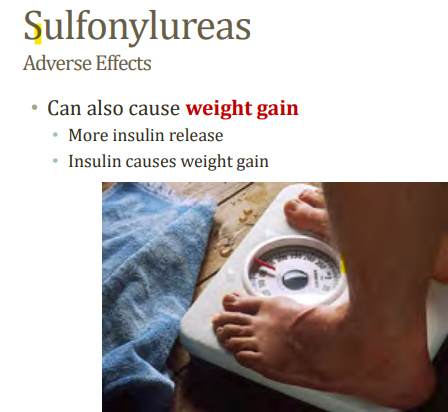 Sulfonylureas
Adverse Effects
• Can also cause weight gain
• More insulin release
• Insulin causes weight gain